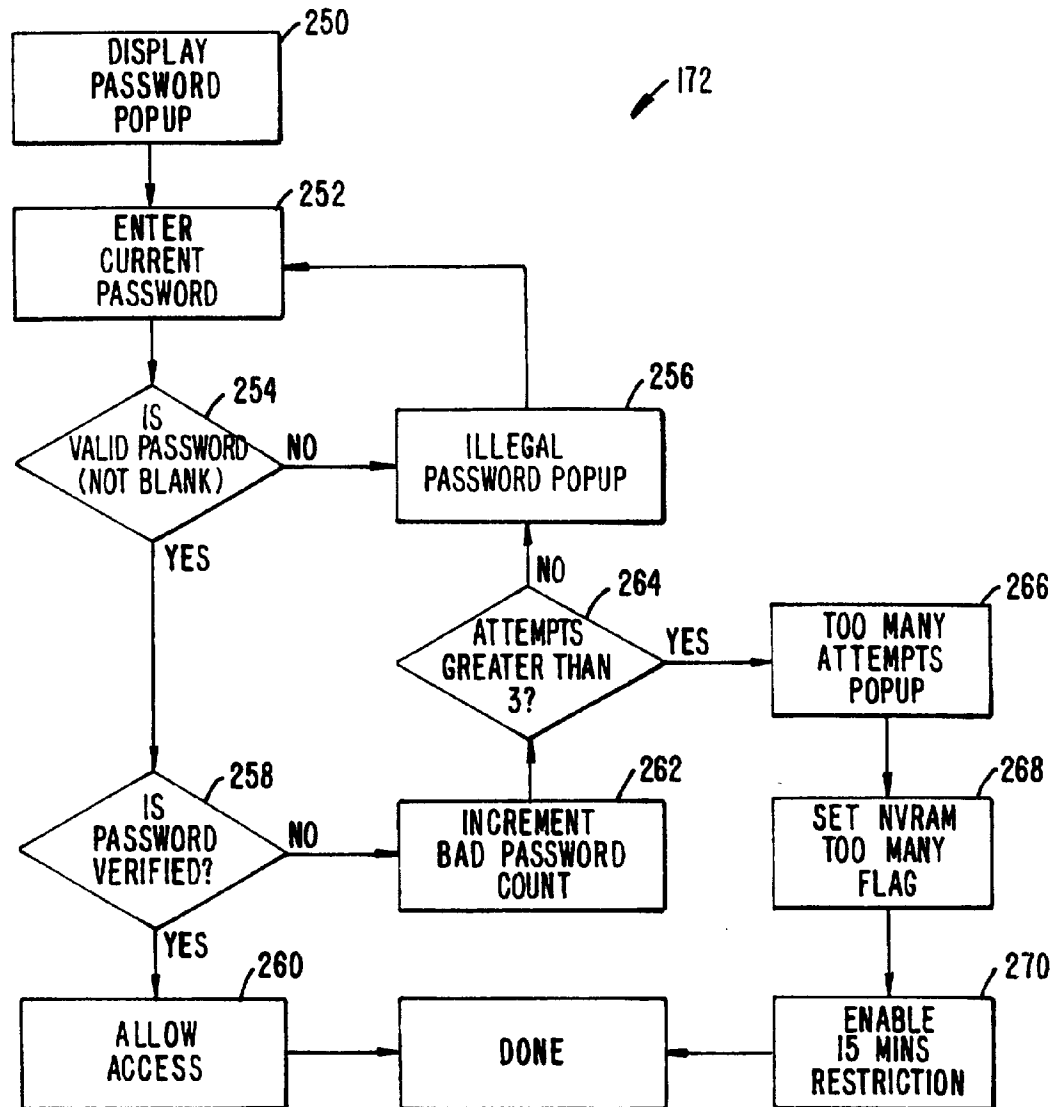 250
DISPLAY
PASSWORD
POPUP
172
252
ENTER
CURRENT
PASSWORD
254
IS
VALID PASSWORD
(NOT BLANK)
NO
YES
256
ILLEGAL
PASSWORD POPUP
NO
264
ATTEMPTS
GREATER THAN
3?
YES
266
TOO MANY
ATTEMPTS
POPUP
258
IS
PASSWORD
VERIFIED?
NO
YES
262
INCREMENT
BAD PASSWORD
COUNT
268
SET NVRAM
TOO MANY
FLAG
260
ALLOW
ACCESS
DONE
270
ENABLE
15 MINS
RESTRICTION